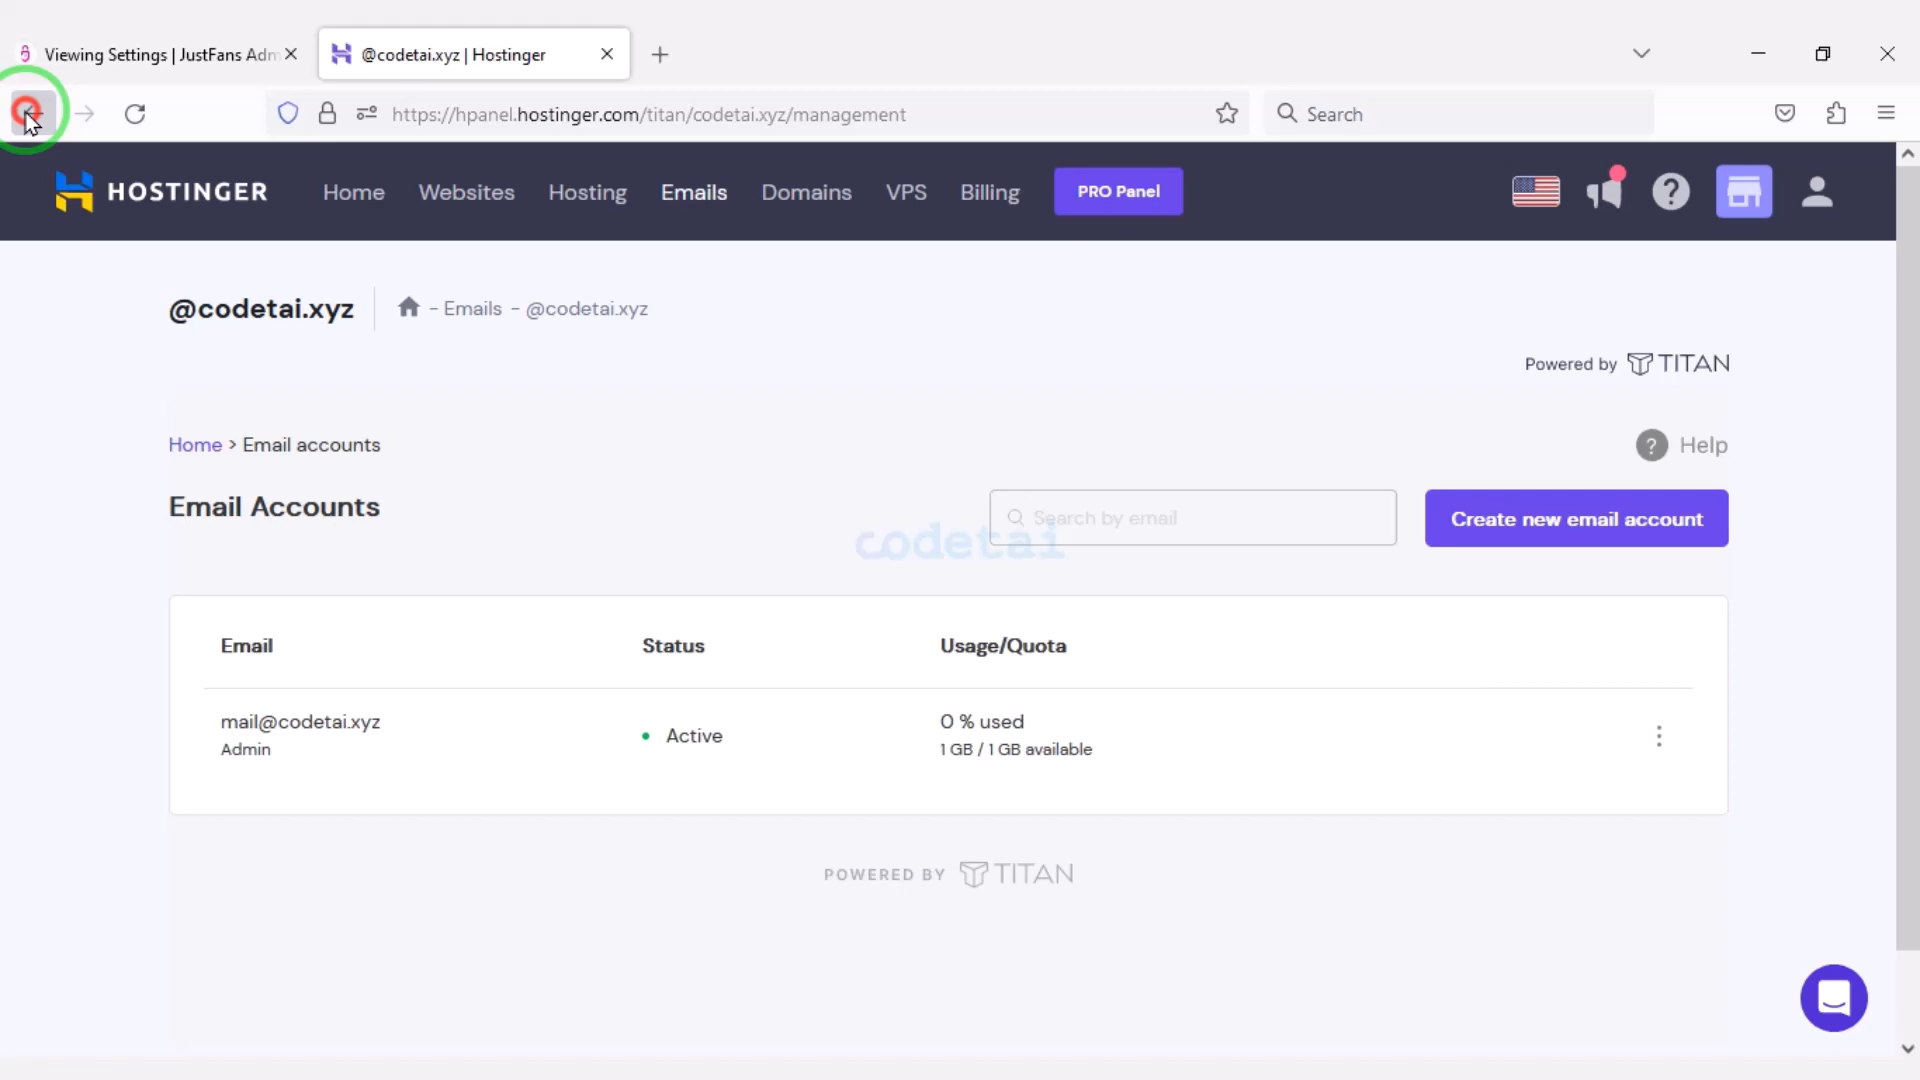 Viewing Settings | JustFans Adm
@codetai.xyz | Hostinger
https://hpanel.hostinger.com/titan/codetai.xyz/management
Search
HOSTINGER
Home
Websites
Hosting
Emails
Domains
VPS
Billing
PRO Panel
@codetai.xyz
- Emails - @codetai.xyz
Powered by TITAN
Home > Email accounts
Help
Email Accounts
Search by email
Create new email account
codetai
Email
Status
Usage/Quota
mail@codetai.xyz
Admin
Active
0 % used
1 GB / 1 GB available
POWERED BY TITAN